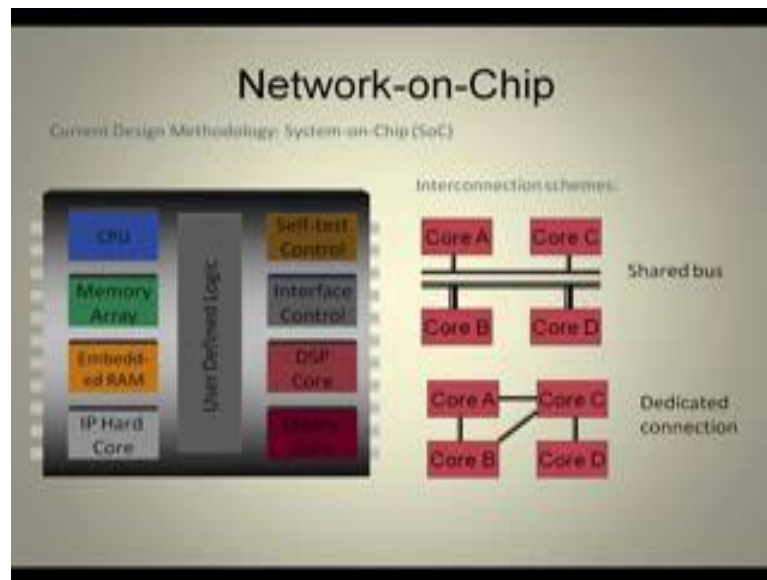 Network-on-Chip
Current Design Methodology: System-on-Chip (SoC)
CPU
Memory
Array
Embedd-
ed RAM
IP Hard
Core
User Defined Logic
Self-test
Control
Interface
Control
DSP
Core
Interconnection schemes:
Core A
Core C
Core B
Core D
Shared bus
Core A
Core C
Core B
Core D
Dedicated
connection